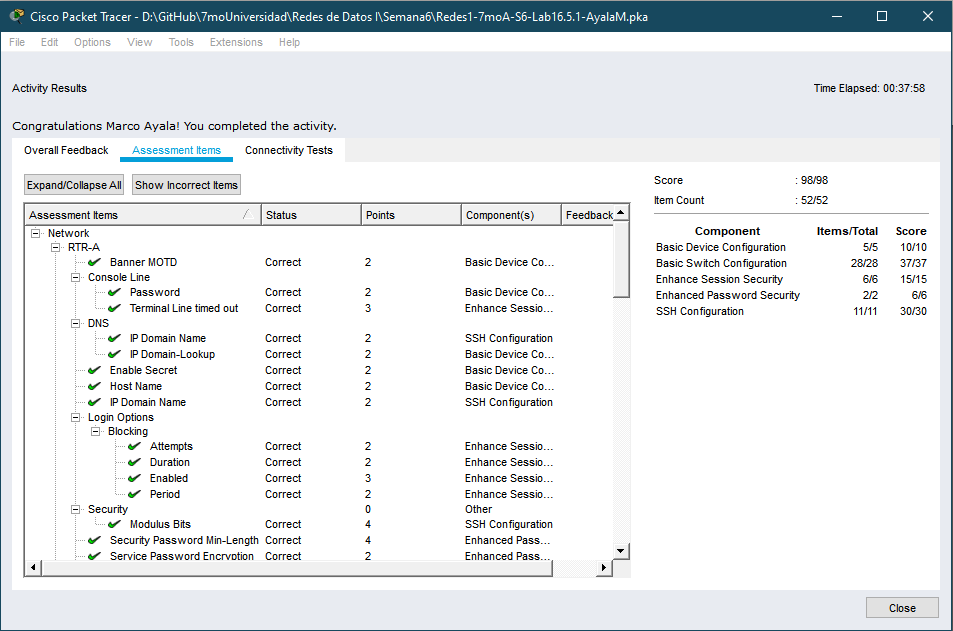 Cisco Packet Tracer - D:\GitHub\7moUniversidad\Redes de Datos I\Semana6\Redes1-7moA-S6-Lab16.5.1-AyalaM.pka
File Edit Options View Tools Extensions Help
Activity Results Time Elapsed: 00:37:58
Congratulations Marco Ayala! You completed the activity.
Overall Feedback Assessment Items Connectivity Tests
Expand/Collapse All Show Incorrect Items
Assessment Items Status Points Component(s) Feedback
Network
RTR-A
Banner MOTD Correct 2 Basic Device Co...
Console Line
Password Correct 2 Basic Device Co...
Terminal Line timed out Correct 3 Enhance Sessio...
DNS
IP Domain Name Correct 2 SSH Configuration
IP Domain-Lookup Correct 2 Basic Device Co...
Enable Secret Correct 2 Basic Device Co...
Host Name Correct 2 Basic Device Co...
IP Domain Name Correct 2 SSH Configuration
Login Options
Blocking
Attempts Correct 2 Enhance Sessio...
Duration Correct 2 Enhance Sessio...
Enabled Correct 3 Enhance Sessio...
Period Correct 2 Enhance Sessio...
Security 0 Other
Modulus Bits Correct 4 SSH Configuration
Security Password Min-Length Correct 4 Enhanced Pass...
Service Password Encryption Correct 2 Enhanced Pass...
Score : 98/98
Item Count : 52/52
Component Items/Total Score
Basic Device Configuration 5/5 10/10
Basic Switch Configuration 28/28 37/37
Enhance Session Security 6/6 15/15
Enhanced Password Security 2/2 6/6
SSH Configuration 11/11 30/30
Close